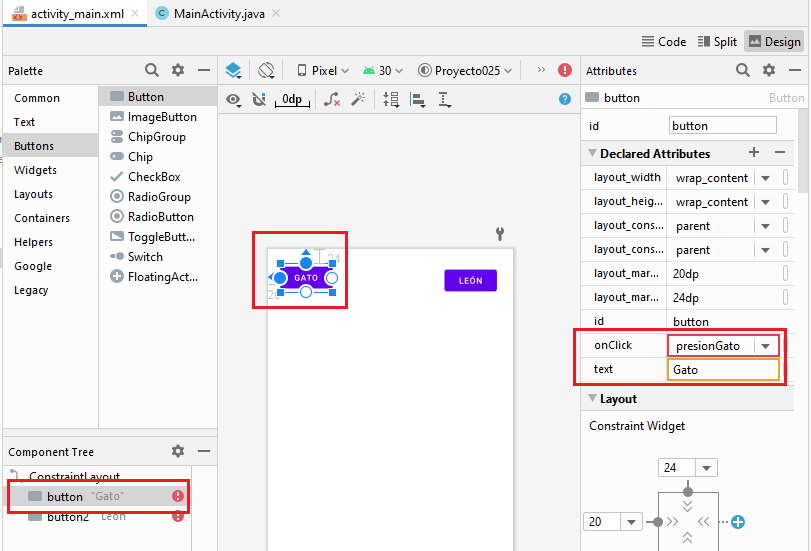 activity_main.xml
MainActivity.java
Code
Split
Design
Palette
Pixel
30
Proyecto025
Attributes
Common
Text
Buttons
Widgets
Layouts
Containers
Helpers
Google
Legacy
Button
ImageButton
ChipGroup
Chip
CheckBox
RadioGroup
RadioButton
ToggleButt...
Switch
FloatingAct...
0dp
24
GATO
LEÓN
button
Button
id
button
Declared Attributes
layout_width
wrap_content
layout_heig...
wrap_content
layout_cons...
parent
layout_cons...
parent
layout_mar...
20dp
layout_mar...
24dp
id
button
onClick
presionGato
text
Gato
Layout
Constraint Widget
24
20
Component Tree
ConstraintLayout
button "Gato"
button2 León